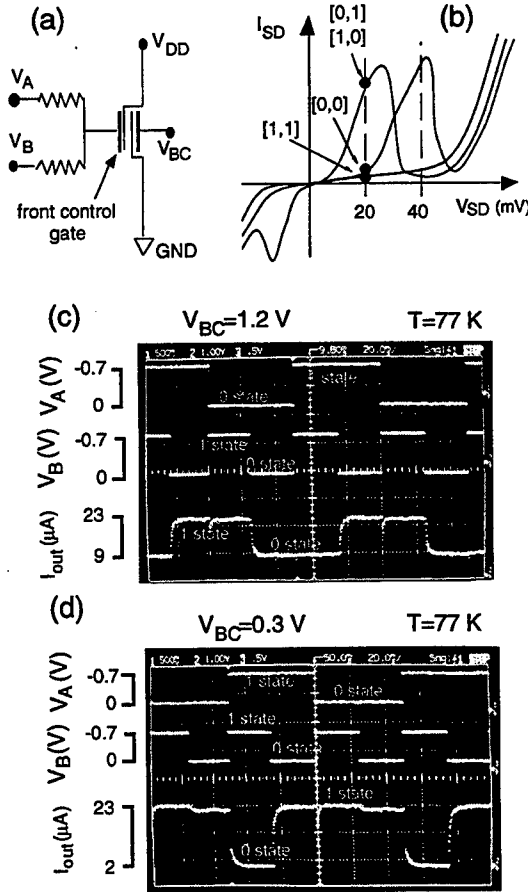 (a)
V_DD
V_A
V_B
V_BC
front control
gate
GND
(b)
I_SD
[0,1]
[1,0]
[0,0]
[1,1]
20
40
V_SD (mV)
(c)
V_BC=1.2 V
T=77 K
V_A(V)
-0.7
0
0 state
state
V_B(V)
-0.7
0
1 state
0 state
I_out(μA)
23
9
1 state
0 state
(d)
V_BC=0.3 V
T=77 K
V_A(V)
-0.7
0
1 state
0 state
V_B(V)
-0.7
0
1 state
0 state
I_out(μA)
23
2
1 state
0 state